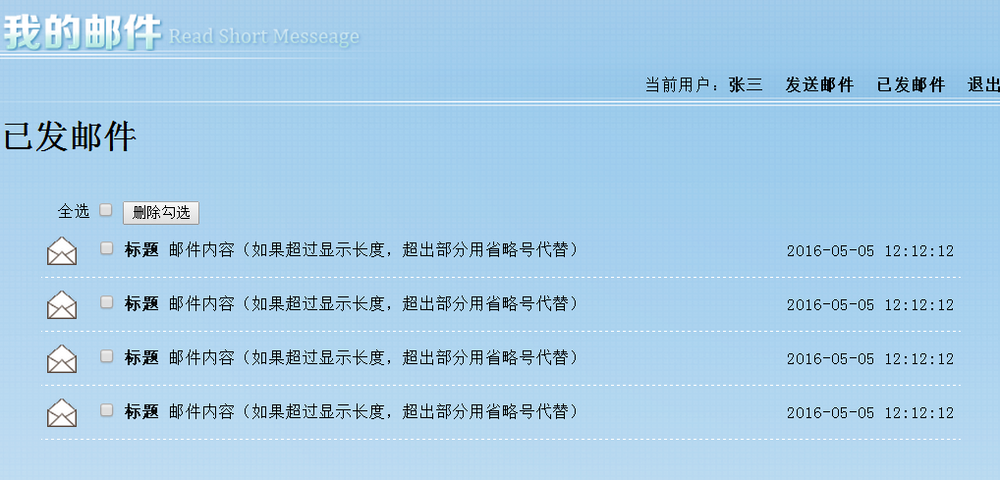 我的邮件 Read Short Messeage
当前用户：张三 发送邮件 已发邮件 退出
已发邮件
全选 删除勾选
标题 邮件内容（如果超过显示长度，超出部分用省略号代替） 2016-05-05 12:12:12
标题 邮件内容（如果超过显示长度，超出部分用省略号代替） 2016-05-05 12:12:12
标题 邮件内容（如果超过显示长度，超出部分用省略号代替） 2016-05-05 12:12:12
标题 邮件内容（如果超过显示长度，超出部分用省略号代替） 2016-05-05 12:12:12